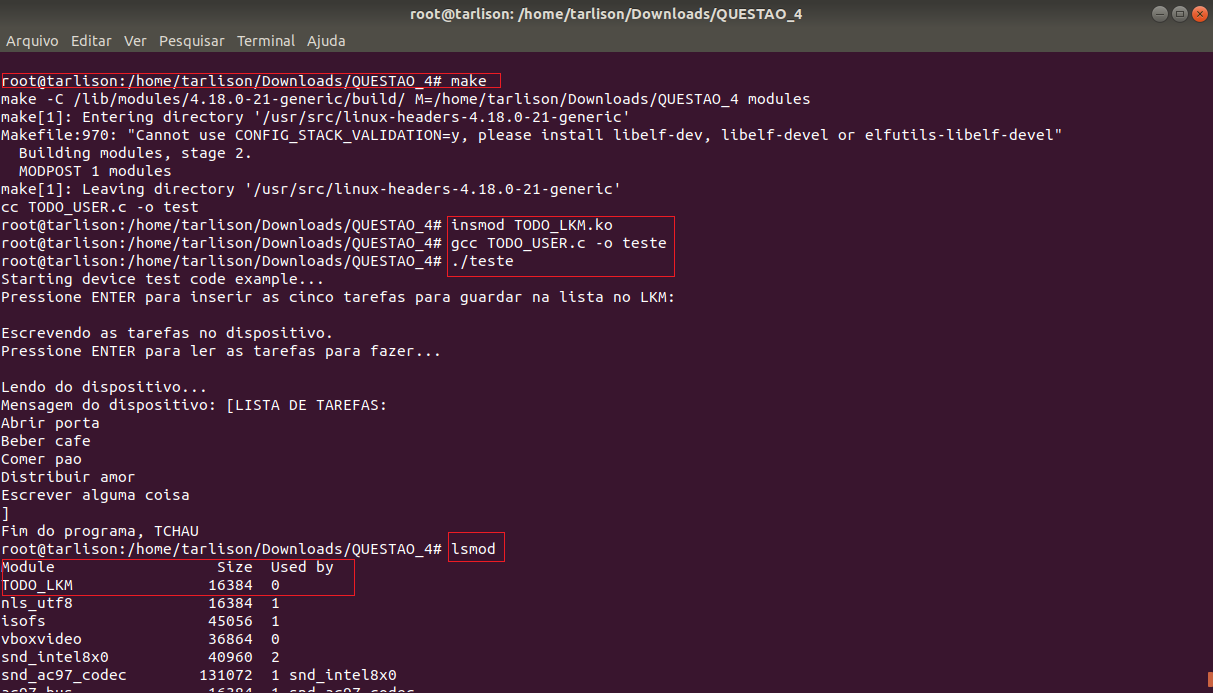 root@tarlison: /home/tarlison/Downloads/QUESTAO_4
Arquivo Editar Ver Pesquisar Terminal Ajuda
root@tarlison:/home/tarlison/Downloads/QUESTAO_4# make
make -C /lib/modules/4.18.0-21-generic/build/ M=/home/tarlison/Downloads/QUESTAO_4 modules
make[1]: Entering directory '/usr/src/linux-headers-4.18.0-21-generic'
Makefile:970: "Cannot use CONFIG_STACK_VALIDATION=y, please install libelf-dev, libelf-devel or elfutils-libelf-devel"
  Building modules, stage 2.
  MODPOST 1 modules
make[1]: Leaving directory '/usr/src/linux-headers-4.18.0-21-generic'
cc TODO_USER.c -o test
root@tarlison:/home/tarlison/Downloads/QUESTAO_4# insmod TODO_LKM.ko
root@tarlison:/home/tarlison/Downloads/QUESTAO_4# gcc TODO_USER.c -o teste
root@tarlison:/home/tarlison/Downloads/QUESTAO_4# ./teste
Starting device test code example...
Pressione ENTER para inserir as cinco tarefas para guardar na lista no LKM:
Escrevendo as tarefas no dispositivo.
Pressione ENTER para ler as tarefas para fazer...
Lendo do dispositivo...
Mensagem do dispositivo: [LISTA DE TAREFAS:
Abrir porta
Beber cafe
Comer pao
Distribuir amor
Escrever alguma coisa
]
Fim do programa, TCHAU
root@tarlison:/home/tarlison/Downloads/QUESTAO_4# lsmod
Module                  Size  Used by
TODO_LKM               16384  0
nls_utf8               16384  1
isofs                  45056  1
vboxvideo              36864  0
snd_intel8x0           40960  2
snd_ac97_codec        131072  1 snd_intel8x0
ac97_bus               16384  1 snd_ac97_codec